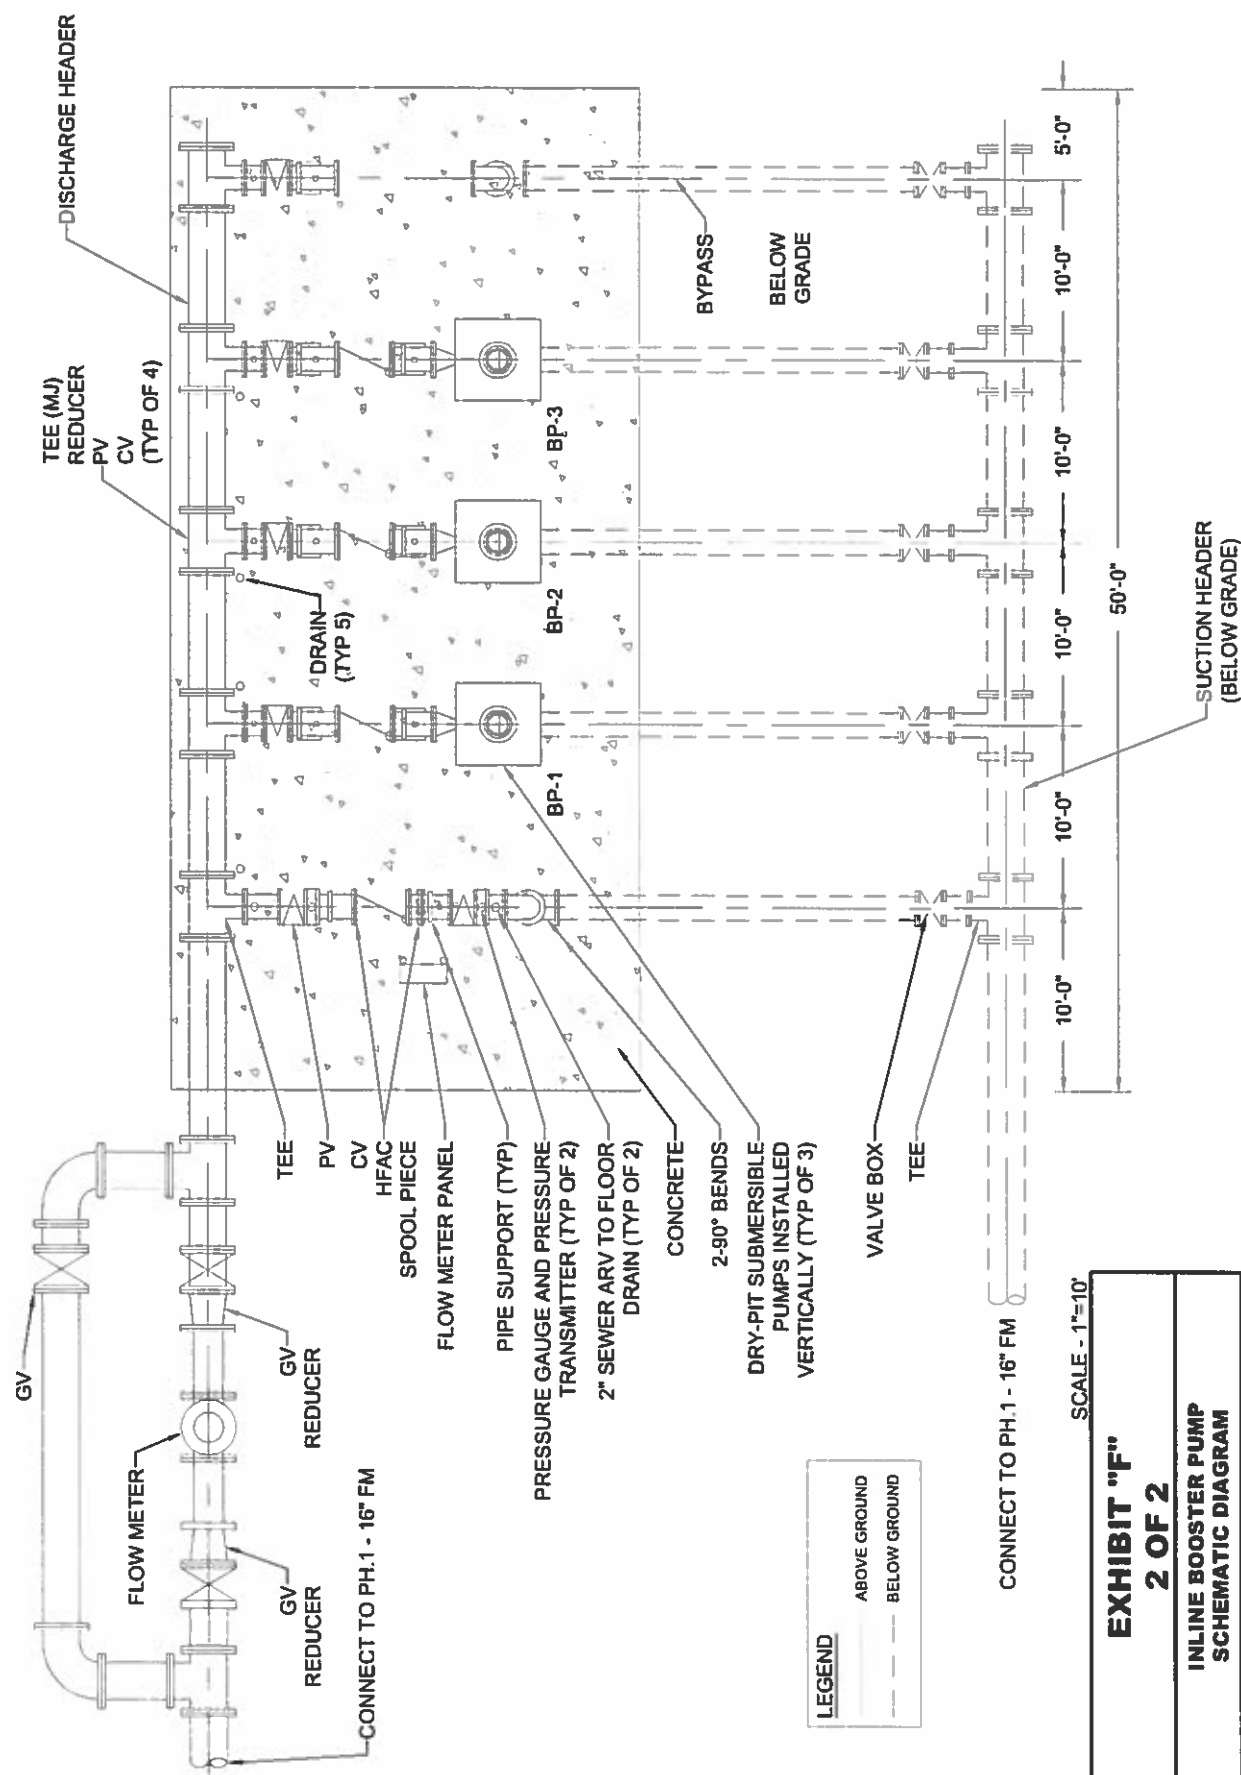 GV
FLOW METER
GV
REDUCER
GV
REDUCER
CONNECT TO PH.1 - 16" FM
DISCHARGE HEADER
TEE (MJ)
REDUCER
PV
CV
(TYP OF 4)
DRAIN
(TYP 5)
TEE
PV
CV
HFAC
SPOOL PIECE
FLOW METER PANEL
PIPE SUPPORT (TYP)
PRESSURE GAUGE AND PRESSURE
TRANSMITTER (TYP OF 2)
2" SEWER ARV TO FLOOR
DRAIN (TYP OF 2)
CONCRETE
2-90° BENDS
DRY-PIT SUBMERSIBLE
PUMPS INSTALLED
VERTICALLY (TYP OF 3)
VALVE BOX
TEE
BP-1
BP-2
BP-3
BYPASS
BELOW
GRADE
10'-0"
10'-0"
10'-0"
10'-0"
10'-0"
5'-0"
50'-0"
SUCTION HEADER
(BELOW GRADE)
CONNECT TO PH.1 - 16" FM
LEGEND
ABOVE GROUND
BELOW GROUND
SCALE - 1"=10'
EXHIBIT "F"
2 OF 2
INLINE BOOSTER PUMP
SCHEMATIC DIAGRAM